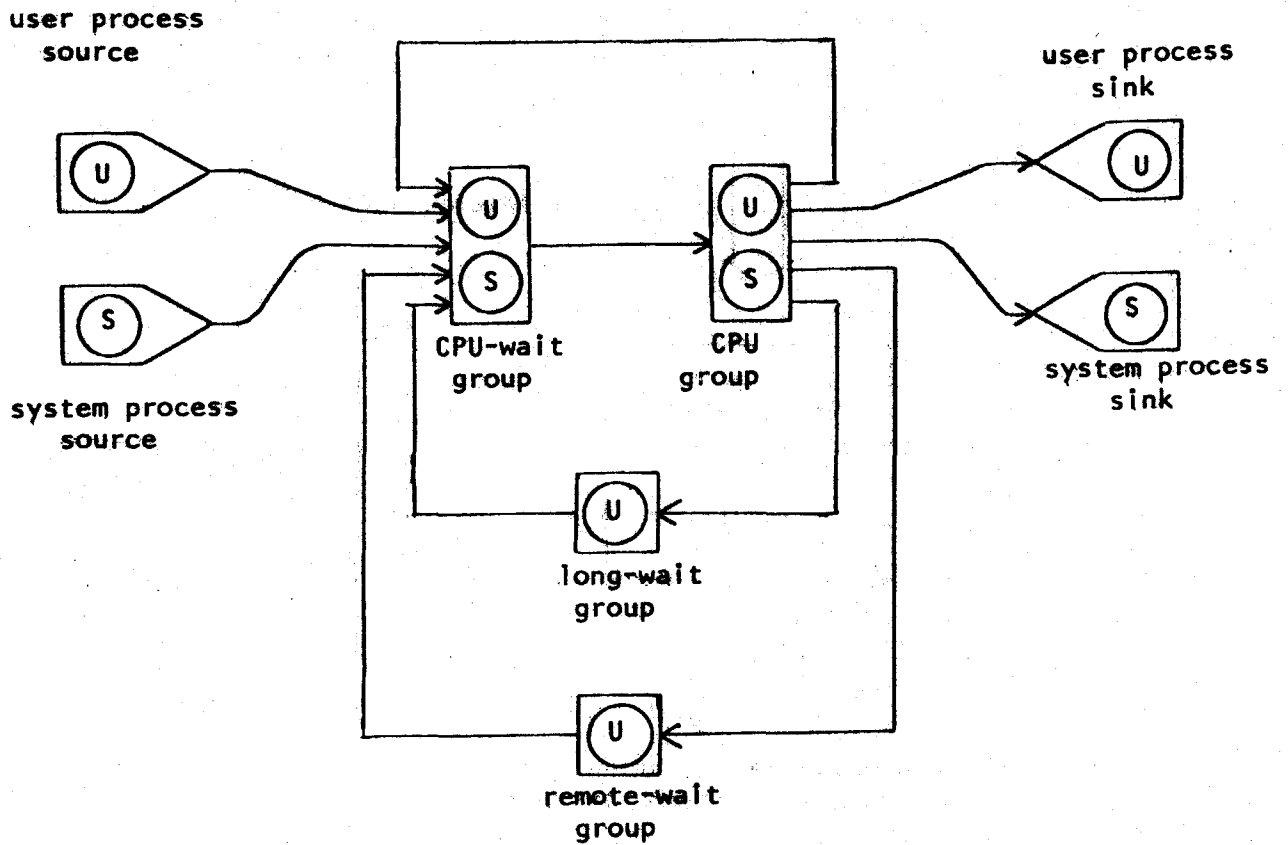 user process
source
user process
sink
U
U
U
U
S
S
S
S
CPU-wait
group
CPU
group
system process
sink
system process
source
U
long-wait
group
U
remote-wait
group